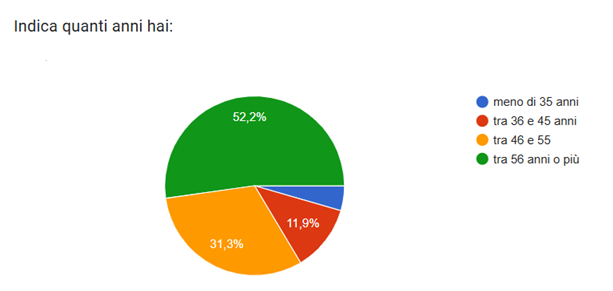 Indica quanti anni hai:
meno di 35 anni
tra 36 e 45 anni
tra 46 e 55
tra 56 anni o più
52,2%
11,9%
31,3%